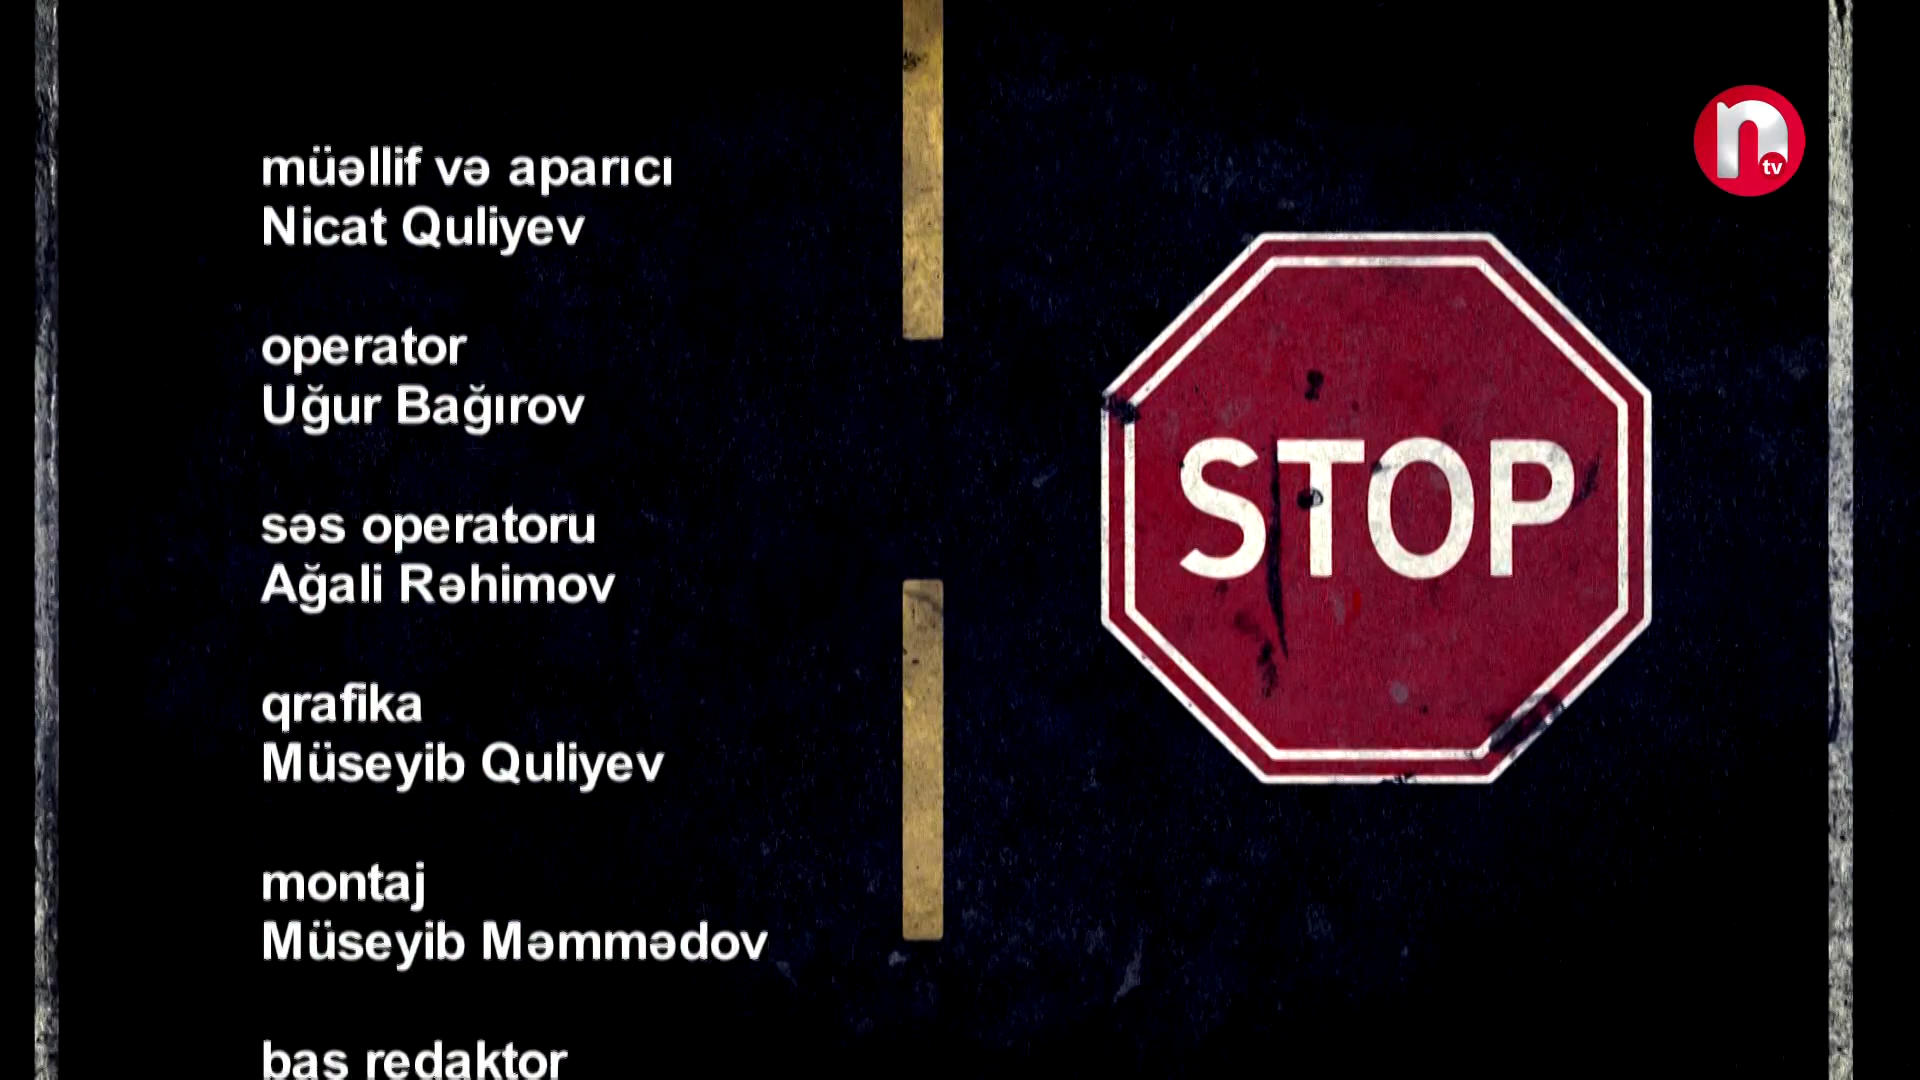 müəllif və aparıcı
Nicat Quliyev
operator
Uğur Bağırov
səs operatoru
Ağali Rəhimov
qrafika
Müseyib Quliyev
montaj
Müseyib Məmmədov
baş redaktor
STOP
n tv